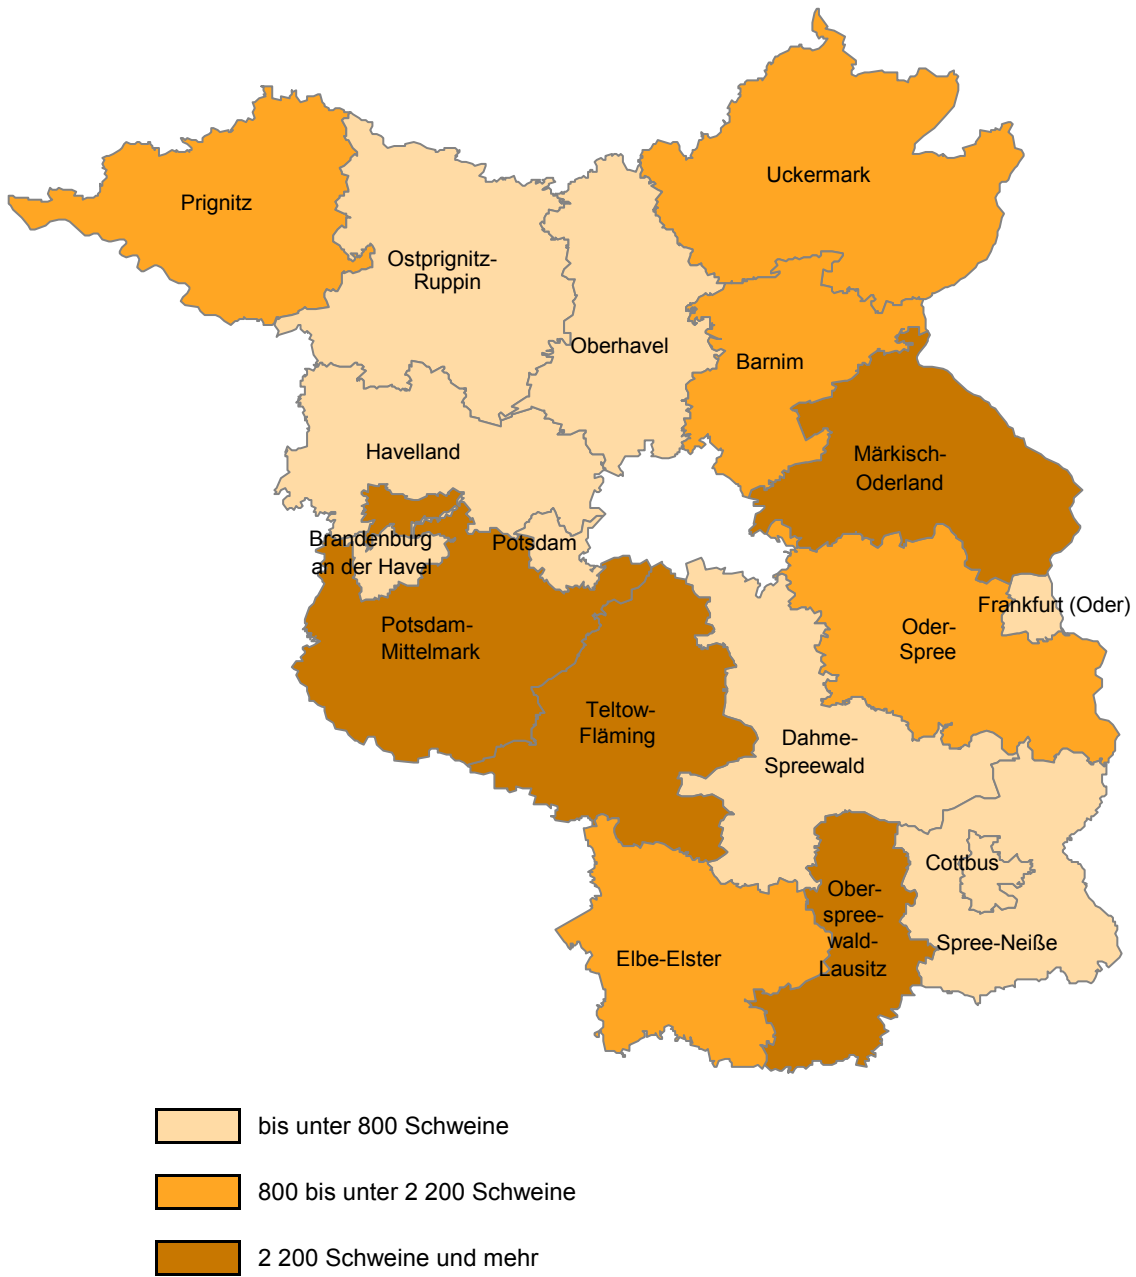 Uckermark
Prignitz
Ostprignitz-
Ruppin
Oberhavel
Barnim
Havelland
Märkisch-
Oderland
Brandenburg
an der Havel
Potsdam
Frankfurt (Oder)
Potsdam-
Mittelmark
Oder-
Spree
Teltow-
Fläming
Dahme-
Spreewald
Cottbus
Ober-
spree-
wald-
Lausitz
Spree-Neiße
Elbe-Elster
bis unter 800 Schweine
800 bis unter 2 200 Schweine
2 200 Schweine und mehr